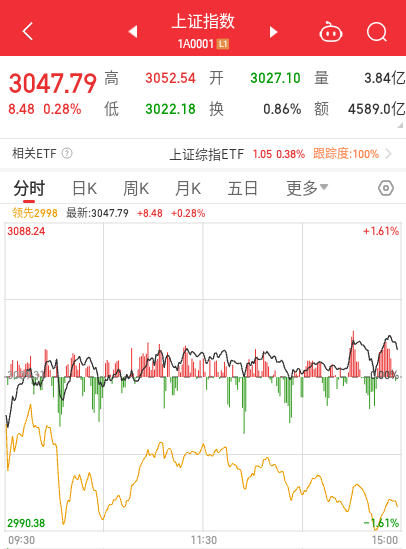 上证指数
1A0001 L1
3047.79 高 3052.54 开 3027.10 量 3.84亿
8.48 0.28% 低 3022.18 换 0.86% 额 4589.0亿
相关ETF ? 上证综指ETF 1.05 0.38% 跟踪度:100%
分时 日K 周K 月K 五日 更多
领先2998 最新:3047.79 +8.48 +0.28%
3088.24 +1.61%
2990.38 -1.61%
09:30 11:30 15:00